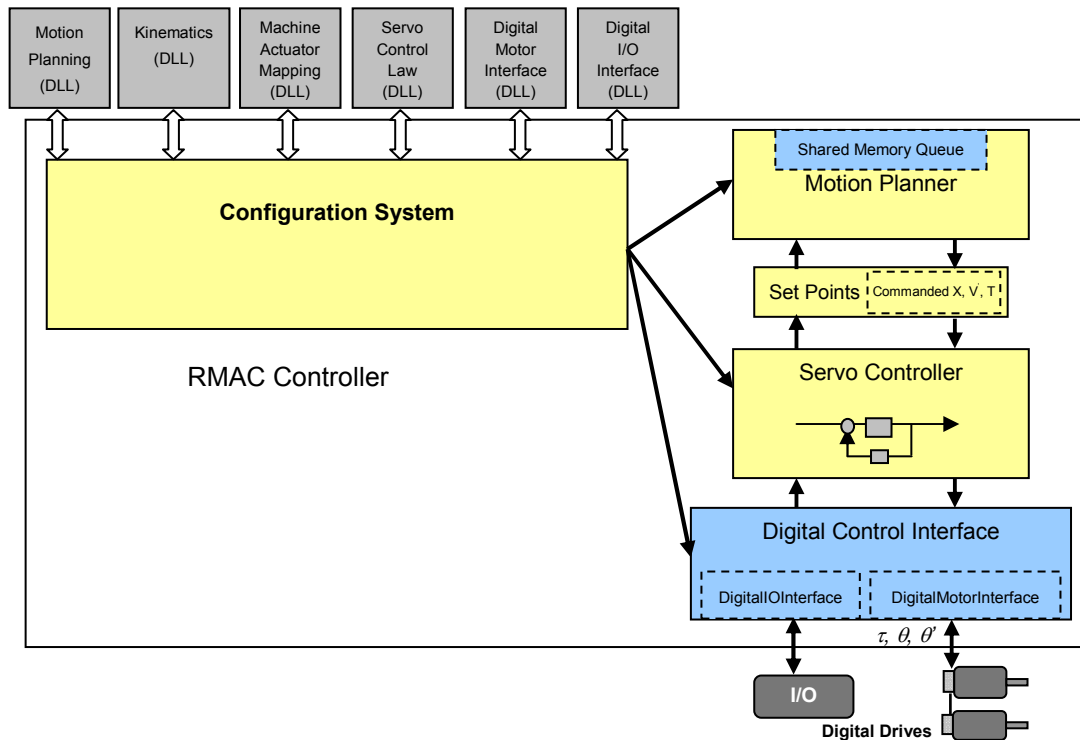 Motion
Planning
(DLL)
Kinematics
(DLL)
Machine
Actuator
Mapping
(DLL)
Servo
Control
Law
(DLL)
Digital
Motor
Interface
(DLL)
Digital
I/O
Interface
(DLL)
Configuration System
Shared Memory Queue
Motion Planner
Set Points
Commanded X, V', T
RMAC Controller
Servo Controller
Digital Control Interface
DigitalIOInterface
DigitalMotorInterface
τ, θ, θ'
I/O
Digital Drives